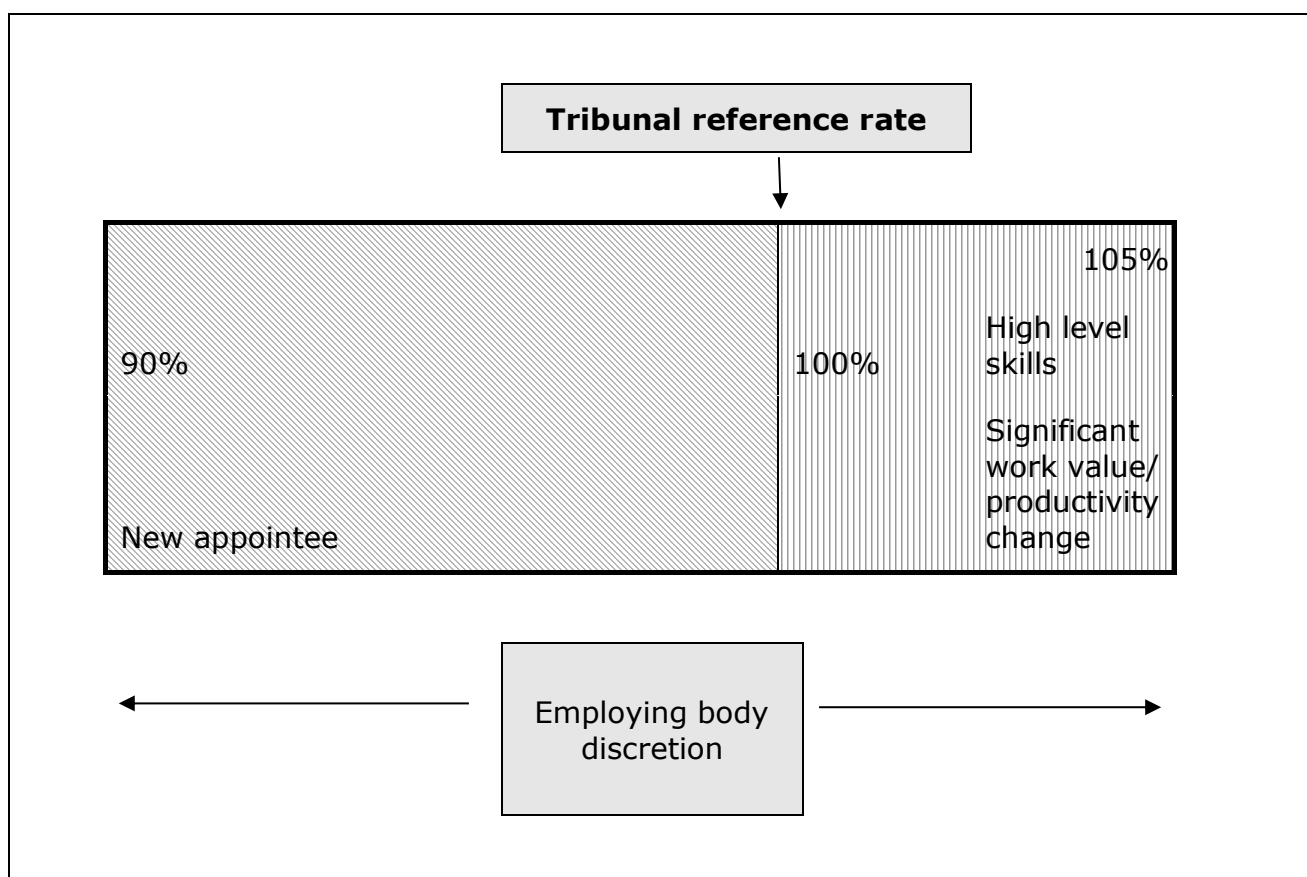 Tribunal reference rate
105%
High level
skills
90%
100%
Significant
work value/
productivity
change
New appointee
Employing body
discretion